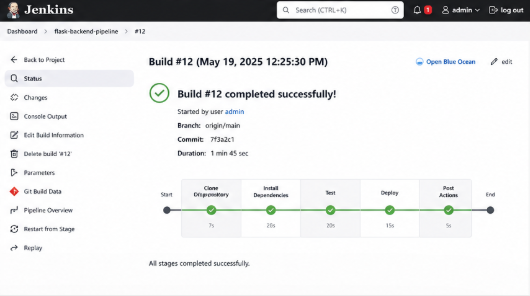 Jenkins
Search (CTRL+K)
1
admin
log out
Dashboard > flask-backend-pipeline > #12
Back to Project
Status
Changes
Console Output
Edit Build Information
Delete build '#12'
Parameters
Git Build Data
Pipeline Overview
Restart from Stage
Replay
Build #12 (May 19, 2025 12:25:30 PM)
Open Blue Ocean
edit
Build #12 completed successfully!
Started by user admin
Branch: origin/main
Commit: 7f3a2c1
Duration: 1 min 45 sec
Start
Clone
Install
Dependencies
Test
Deploy
Post
Actions
End
7s
20s
20s
15s
5s
All stages completed successfully.